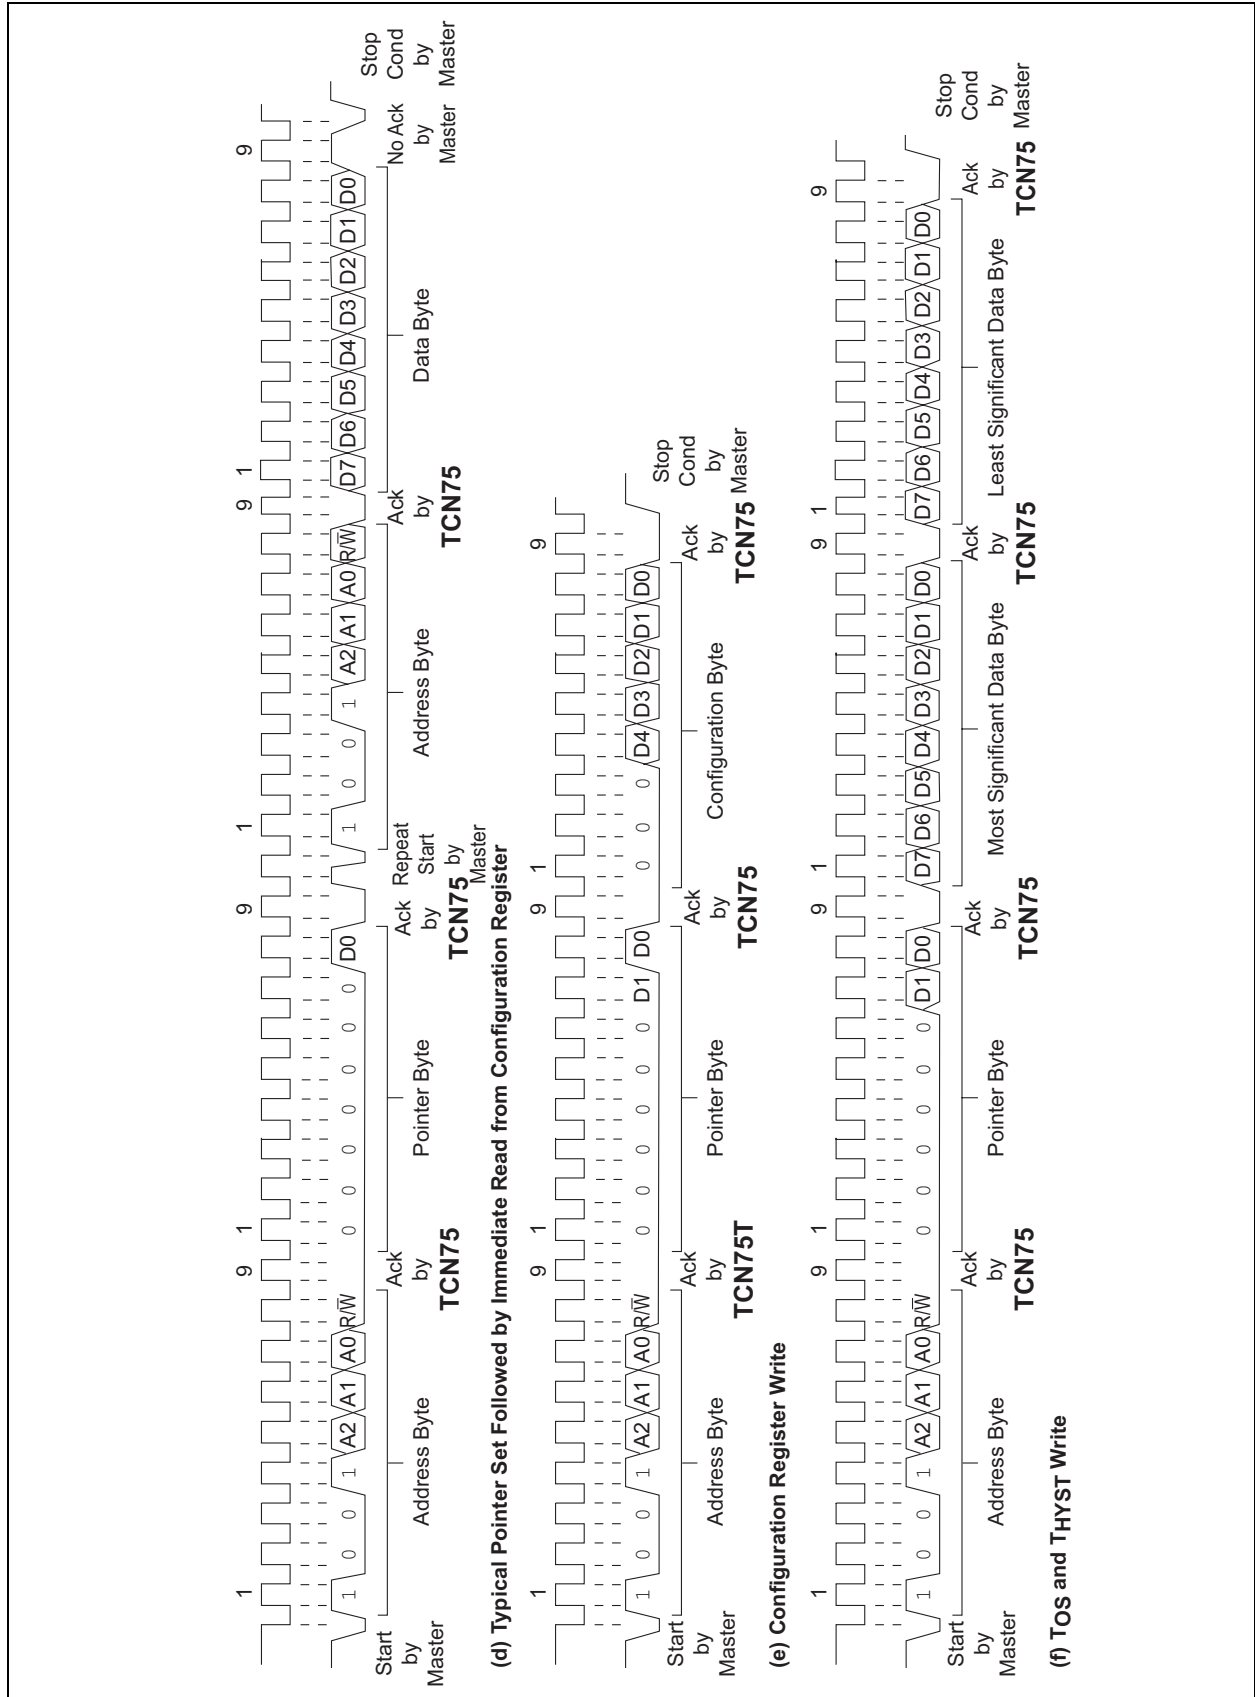 1 9 1 9 1 9 1 9
1 0 0 1 A2 A1 A0 R/W̅ 0 0 0 0 0 0 0 D0 1 0 0 1 A2 A1 A0 R/W̅ D7 D6 D5 D4 D3 D2 D1 D0
Start
by
Master
Address Byte
Ack
by
TCN75
Pointer Byte
Ack
by
TCN75
Repeat
Start
by
Master
Address Byte
Ack
by
TCN75
Data Byte
No Ack
by
Master
Stop
Cond
by
Master
(d) Typical Pointer Set Followed by Immediate Read from Configuration Register
1 9 1 9 1 9
1 0 0 1 A2 A1 A0 R/W̅ 0 0 0 0 0 0 D1 D0 0 0 0 D4 D3 D2 D1 D0
Start
by
Master
Address Byte
Ack
by
TCN75T
Pointer Byte
Ack
by
TCN75
Configuration Byte
Ack
by
TCN75
Stop
Cond
by
Master
(e) Configuration Register Write
1 9 1 9 1 9 1 9
1 0 0 1 A2 A1 A0 R/W̅ 0 0 0 0 0 0 D1 D0 D7 D6 D5 D4 D3 D2 D1 D0 D7 D6 D5 D4 D3 D2 D1 D0
Start
by
Master
Address Byte
Ack
by
TCN75
Pointer Byte
Ack
by
TCN75
Most Significant Data Byte
Ack
by
TCN75
Least Significant Data Byte
Ack
by
TCN75
Stop
Cond
by
Master
(f) TOS and THYST Write